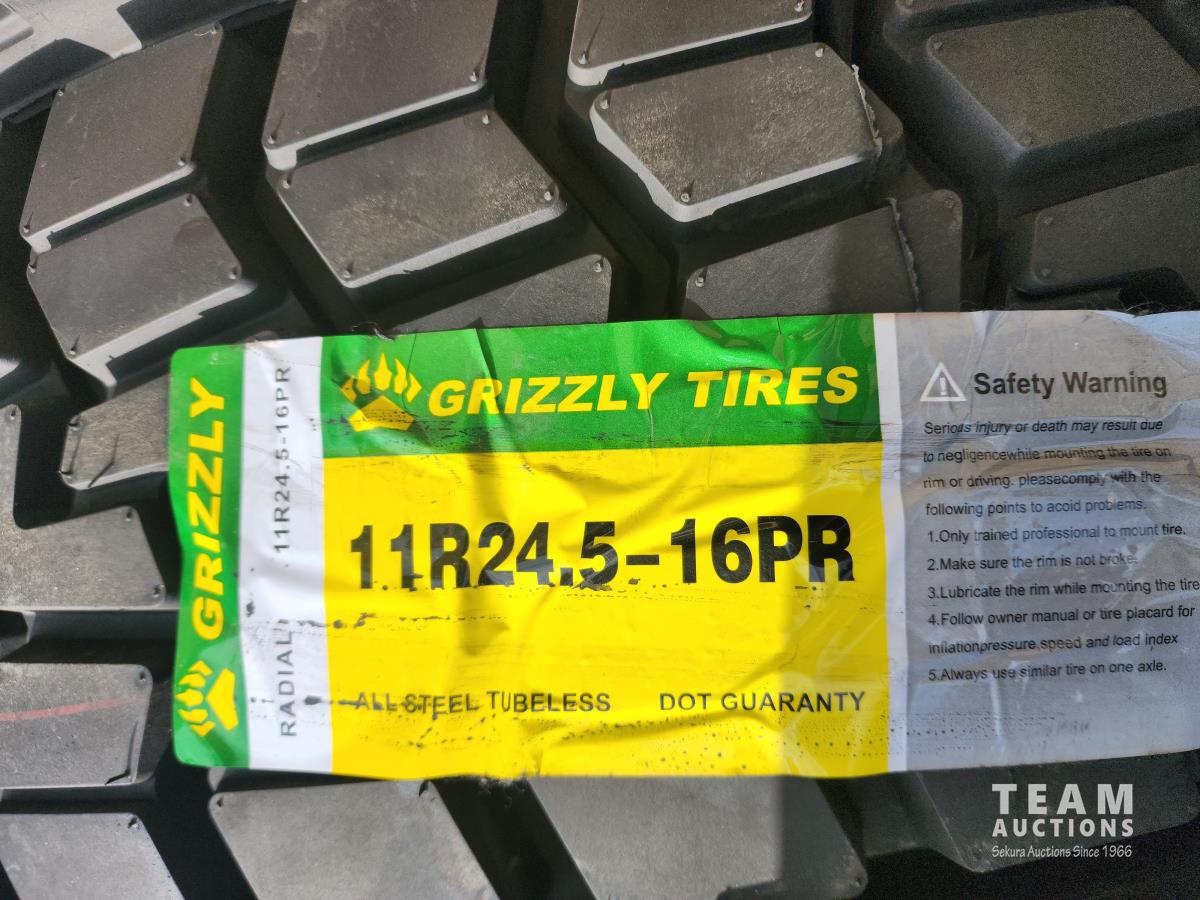 GRIZZLY
RADIAL
11R24.5-16PR
GRIZZLY TIRES
11R24.5-16PR
ALL STEEL TUBELESS DOT GUARANTY
Safety Warning
Serious injury or death may result due
to negligencewhile mounting the tire on
rim or driving. pleasecomply with the
following points to acoid problems.
1.Only trained professional to mount tire.
2.Make sure the rim is not broke.
3.Lubricate the rim while mounting the tire
4.Follow owner manual or tire placard for
inflationpressure,speed and load index
5.Always use similar tire on one axle.
TEAM
AUCTIONS
Sekura Auctions Since 1966